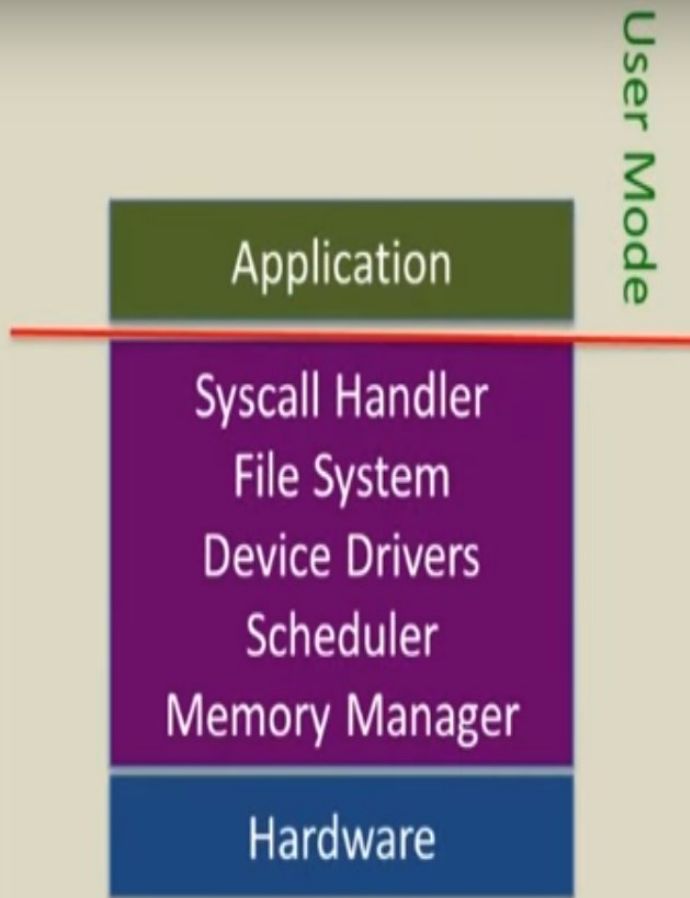 User Mode
Application
Syscall Handler
File System
Device Drivers
Scheduler
Memory Manager
Hardware